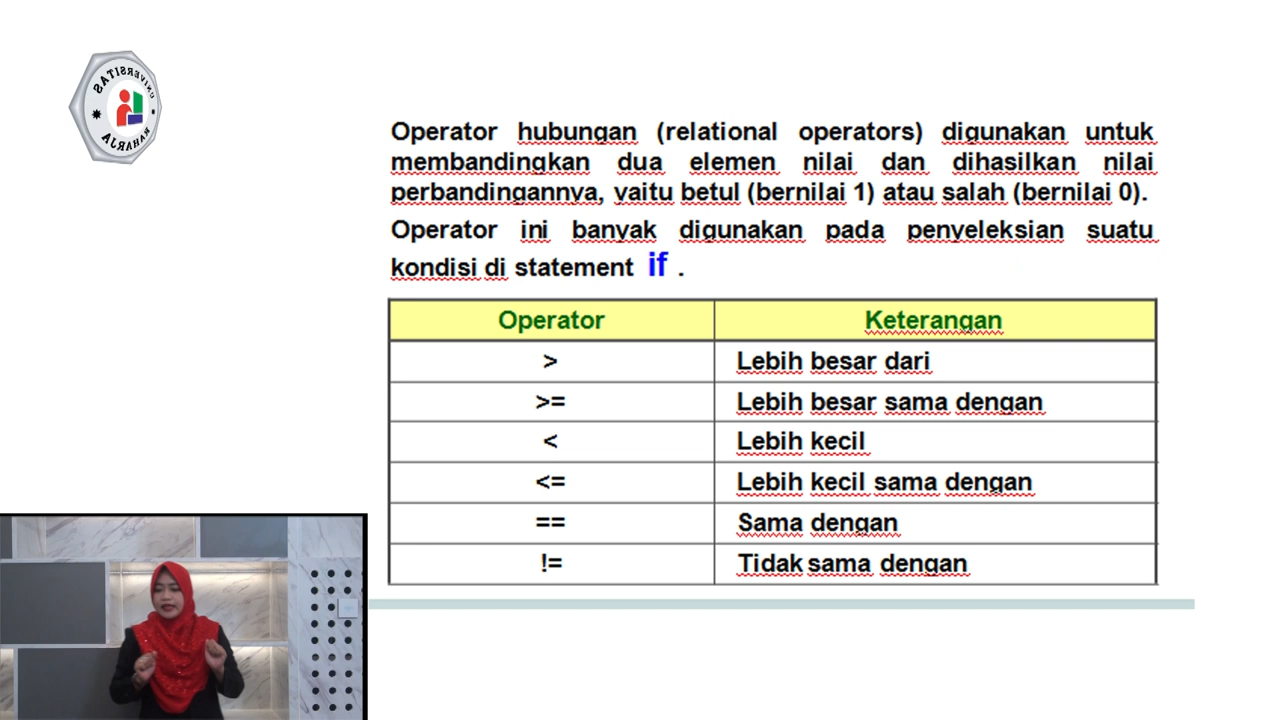 UNIVERSITAS
RAHARJA
Operator hubungan (relational operators) digunakan untuk
membandingkan dua elemen nilai dan dihasilkan nilai
perbandingannya, yaitu betul (bernilai 1) atau salah (bernilai 0).
Operator ini banyak digunakan pada penyeleksian suatu
kondisi di statement if .
Operator Keterangan
> Lebih besar dari
>= Lebih besar sama dengan
< Lebih kecil
<= Lebih kecil sama dengan
== Sama dengan
!= Tidak sama dengan